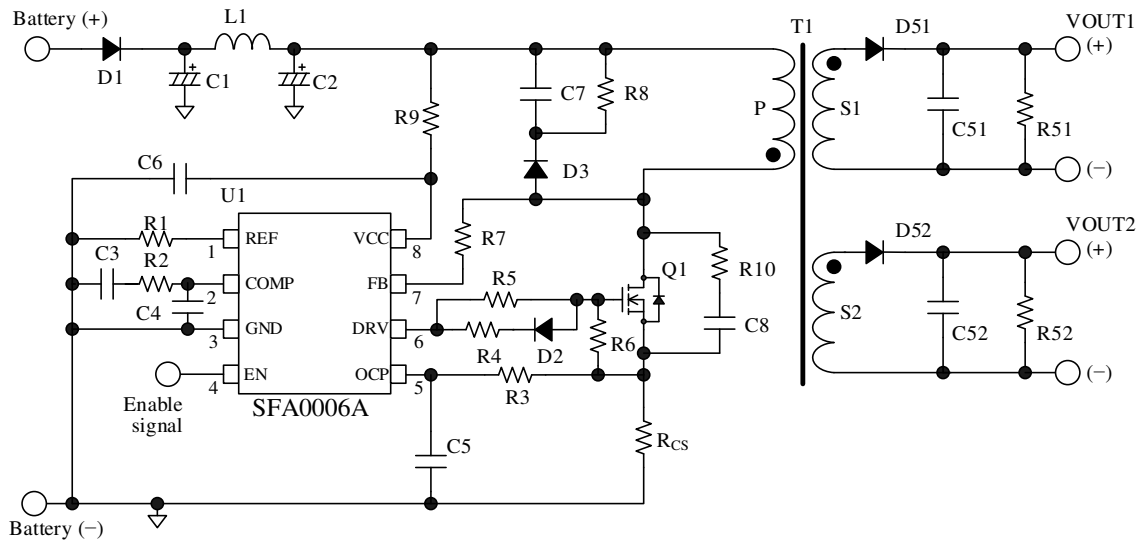 Battery (+)
L1
T1
D51
VOUT1
(+)
D1
C1
C2
C7
R8
P
S1
R9
C51
R51
C6
D3
(−)
U1
R1
REF
VCC
1
8
R7
VOUT2
C3
R2
D52
(+)
COMP
FB
2
7
R5
Q1
R10
C4
GND
DRV
3
6
S2
R4
D2
R6
C8
C52
R52
EN
OCP
4
5
R3
(−)
Enable
signal
SFA0006A
C5
RCS
Battery (−)